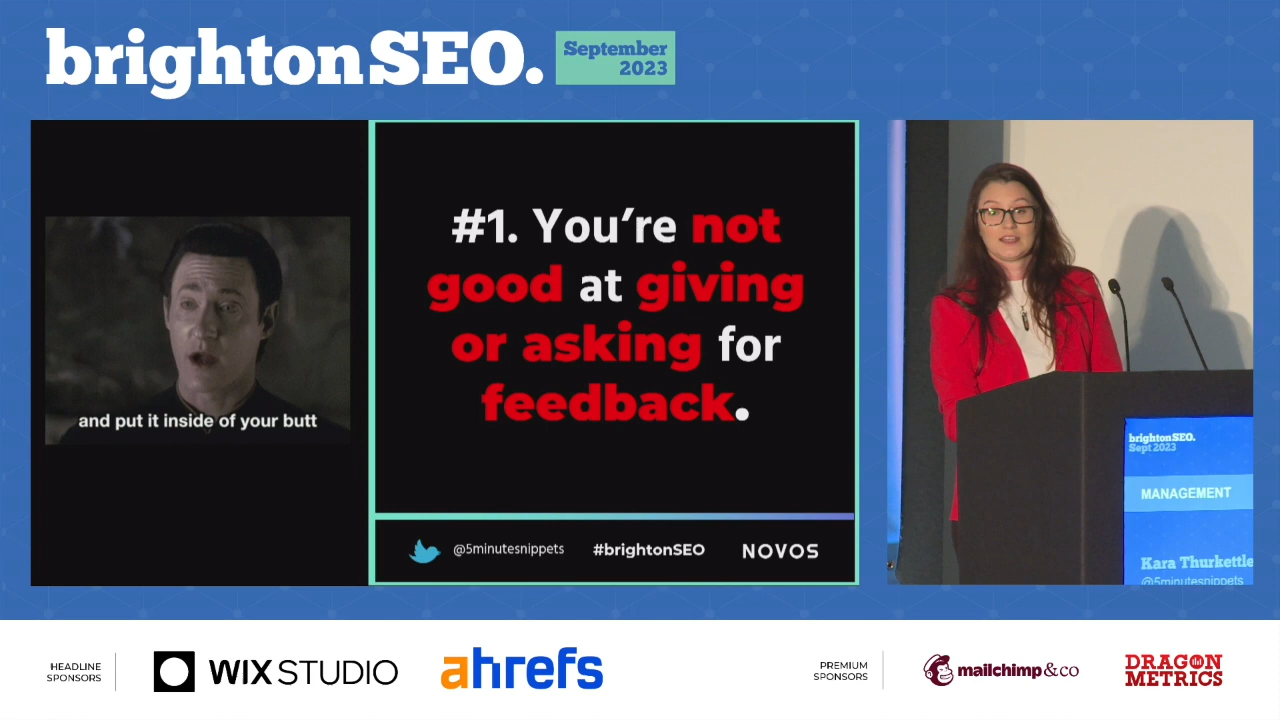 brightonSEO.
September
2023
and put it inside of your butt
#1. You're not
good at giving
or asking for
feedback.
@5minutesnippets
#brightonSEO
NOVOS
brightonSEO.
Sept 2023
MANAGEMENT
Kara Thurkettle
@5minutesnippets
HEADLINE
SPONSORS
WIX STUDIO
ahrefs
PREMIUM
SPONSORS
mailchimp&co
DRAGON
METRICS